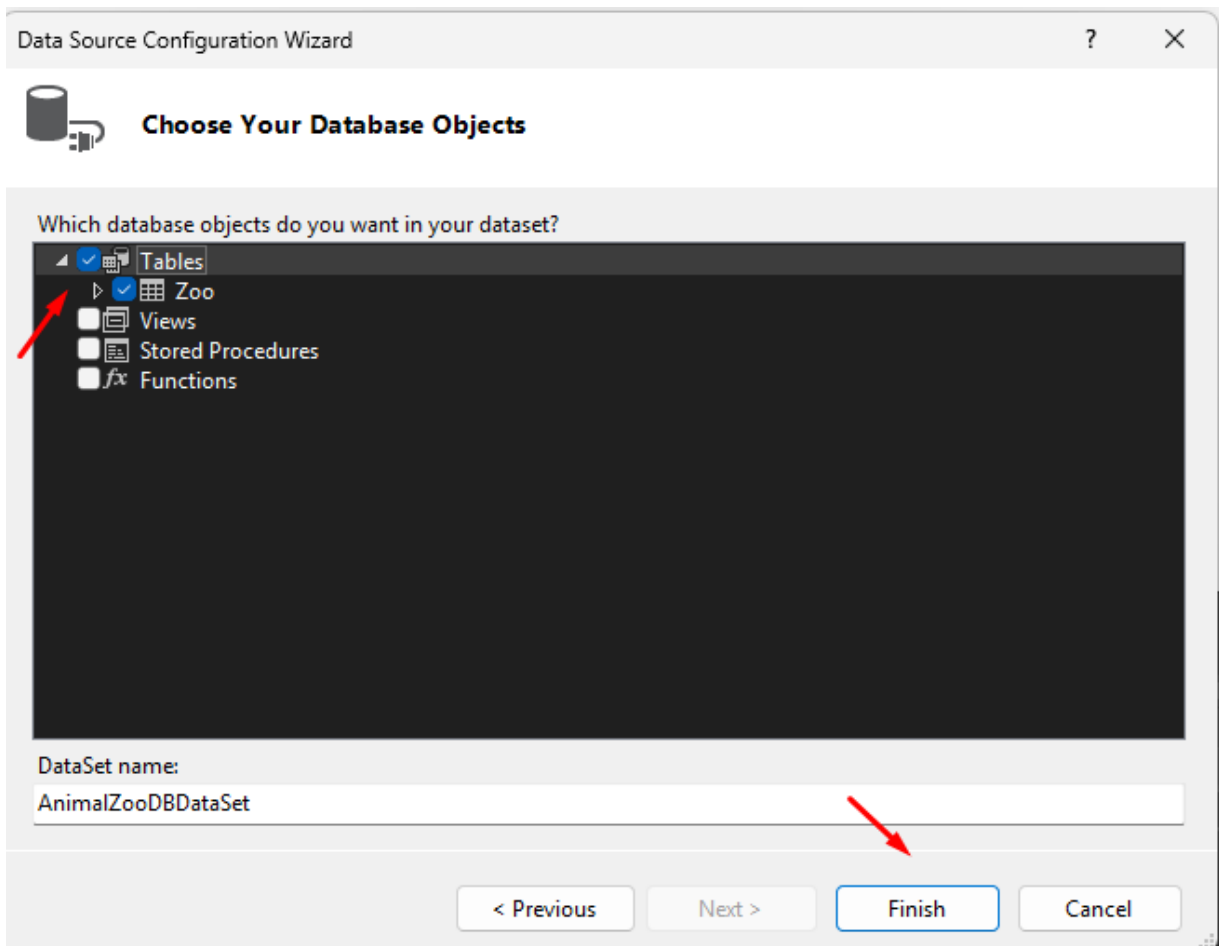 Data Source Configuration Wizard ?
Choose Your Database Objects
Which database objects do you want in your dataset?
Tables
Zoo
Views
Stored Procedures
fx Functions
DataSet name:
AnimalZooDBDataSet
< Previous Next > Finish Cancel